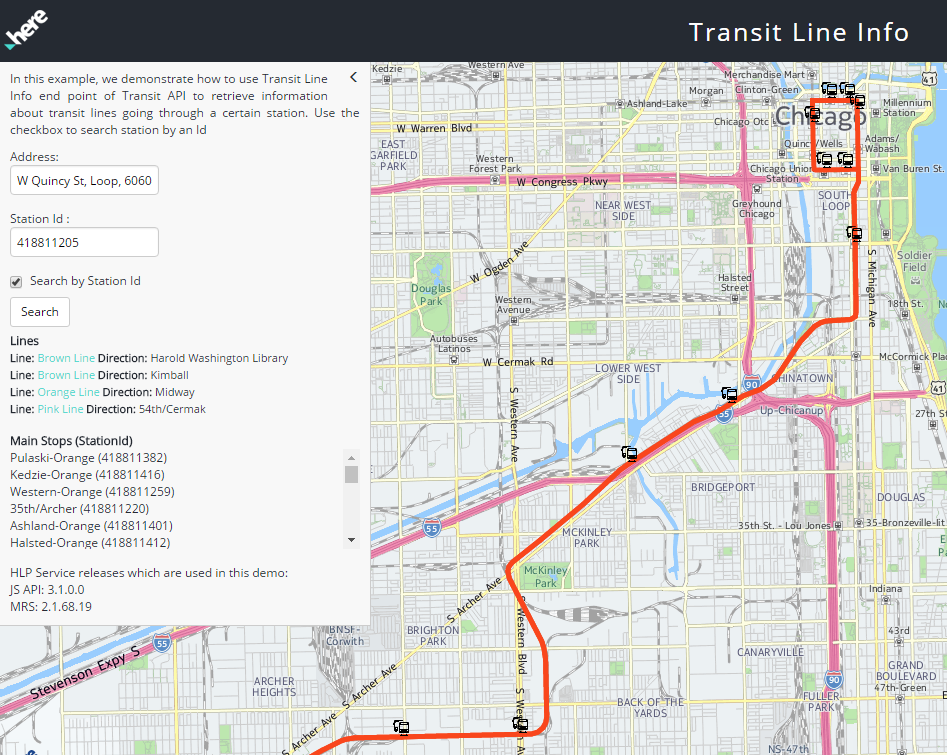 here
Transit Line Info
In this example, we demonstrate how to use Transit Line
Info end point of Transit API to retrieve information
about transit lines going through a certain station. Use the
checkbox to search station by an Id
Address:
W Quincy St, Loop, 6060
Station Id :
418811205
Search by Station Id
Search
Lines
Line: Brown Line Direction: Harold Washington Library
Line: Brown Line Direction: Kimball
Line: Orange Line Direction: Midway
Line: Pink Line Direction: 54th/Cermak
Main Stops (StationId)
Pulaski-Orange (418811382)
Kedzie-Orange (418811416)
Western-Orange (418811259)
35th/Archer (418811220)
Ashland-Orange (418811401)
Halsted-Orange (418811412)
HLP Service releases which are used in this demo:
JS API: 3.1.0.0
MRS: 2.1.68.19
Kedzie
Western Ave
Merchandise Mart
41
Morgan
Clinton-Green
Ashland-Lake
Millennium
Station
Chicago
Chicago Otc
W Warren Blvd
EAST
GARFIELD
PARK
Quincy/Wells
Adams/
Wabash
Western
Forest Park
Chicago Union
Station
Van Buren St.
W Congress Pkwy
SOUTH
LOOP
NEAR WEST
SIDE
Greyhound
Chicago
W Ogden Ave
S Michigan Ave
Soldier
Field
Halsted
Street
Douglas
Park
Western
Avenue
18th St.
Autobuses
Latinos
W Cermak Rd
McCormick Plac
LOWER WEST
SIDE
CHINATOWN
90
41
55
Up-Chicanup
27th St
S Western Ave
BRIDGEPORT
DOUGLAS
55
35th St. - Lou Jones
35-Bronzeville-Iit
MCKINLEY
PARK
McKinley
Park
S Archer Ave
Indiana
S Western Blvd
BNSF-
Corwith
BRIGHTON
PARK
43rd
55
CANARYVILLE
Stevenson Expy S
GRAND
BOULEVARD
47th-Green
ARCHER
HEIGHTS
S Archer Ave
90
FULLER
PARK
BACK OF THE
YARDS
S Archer Ave
NS-47th